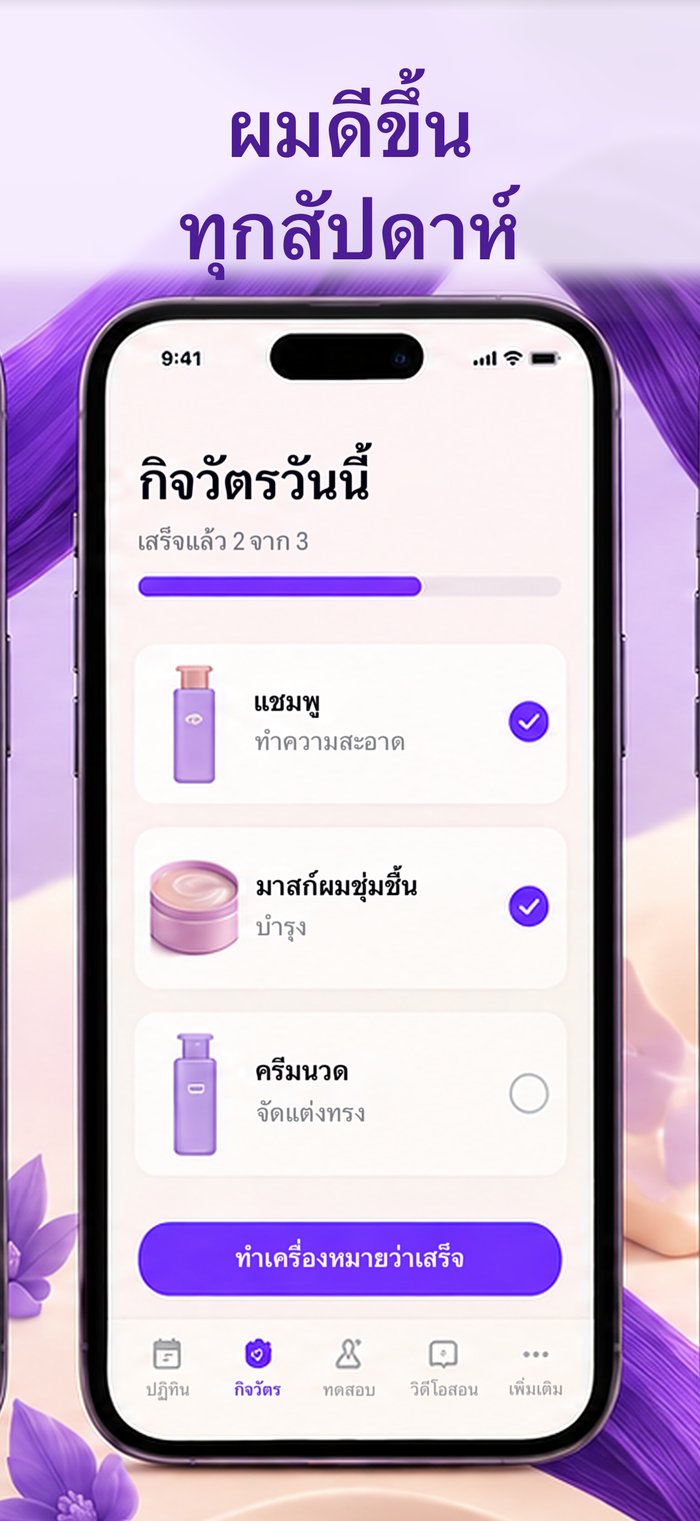 ผมดีขึ้น
ทุกสัปดาห์
9:41
กิจวัตรวันนี้
เสร็จแล้ว 2 จาก 3
แชมพู
ทำความสะอาด
มาสก์ผมชุ่มชื้น
บำรุง
ครีมนวด
จัดแต่งทรง
ทำเครื่องหมายว่าเสร็จ
ปฏิทิน
กิจวัตร
ทดสอบ
วิดีโอสอน
เพิ่มเติม